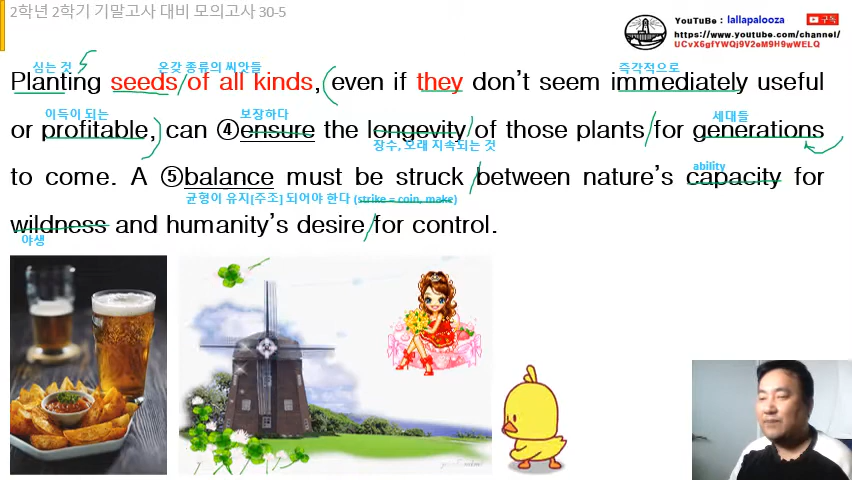 2학년 2학기 기말고사 대비 모의고사 30-5
YouTuBe : lallapalooza
구독
https://www.youtube.com/channel/
UCvX6gfYWQj9V2eM9H9wWELQ
심는 것
온갖 종류의 씨앗들
즉각적으로
Planting seeds of all kinds, even if they don't seem immediately useful
이득이 되는
보장하다
세대들
or profitable, can ④ensure the longevity of those plants for generations
장수, 오래 지속되는 것
ability
to come. A ⑤balance must be struck between nature's capacity for
균형이 유지[주조] 되어야 한다 (strike = coin, make)
wildness and humanity's desire for control.
야생